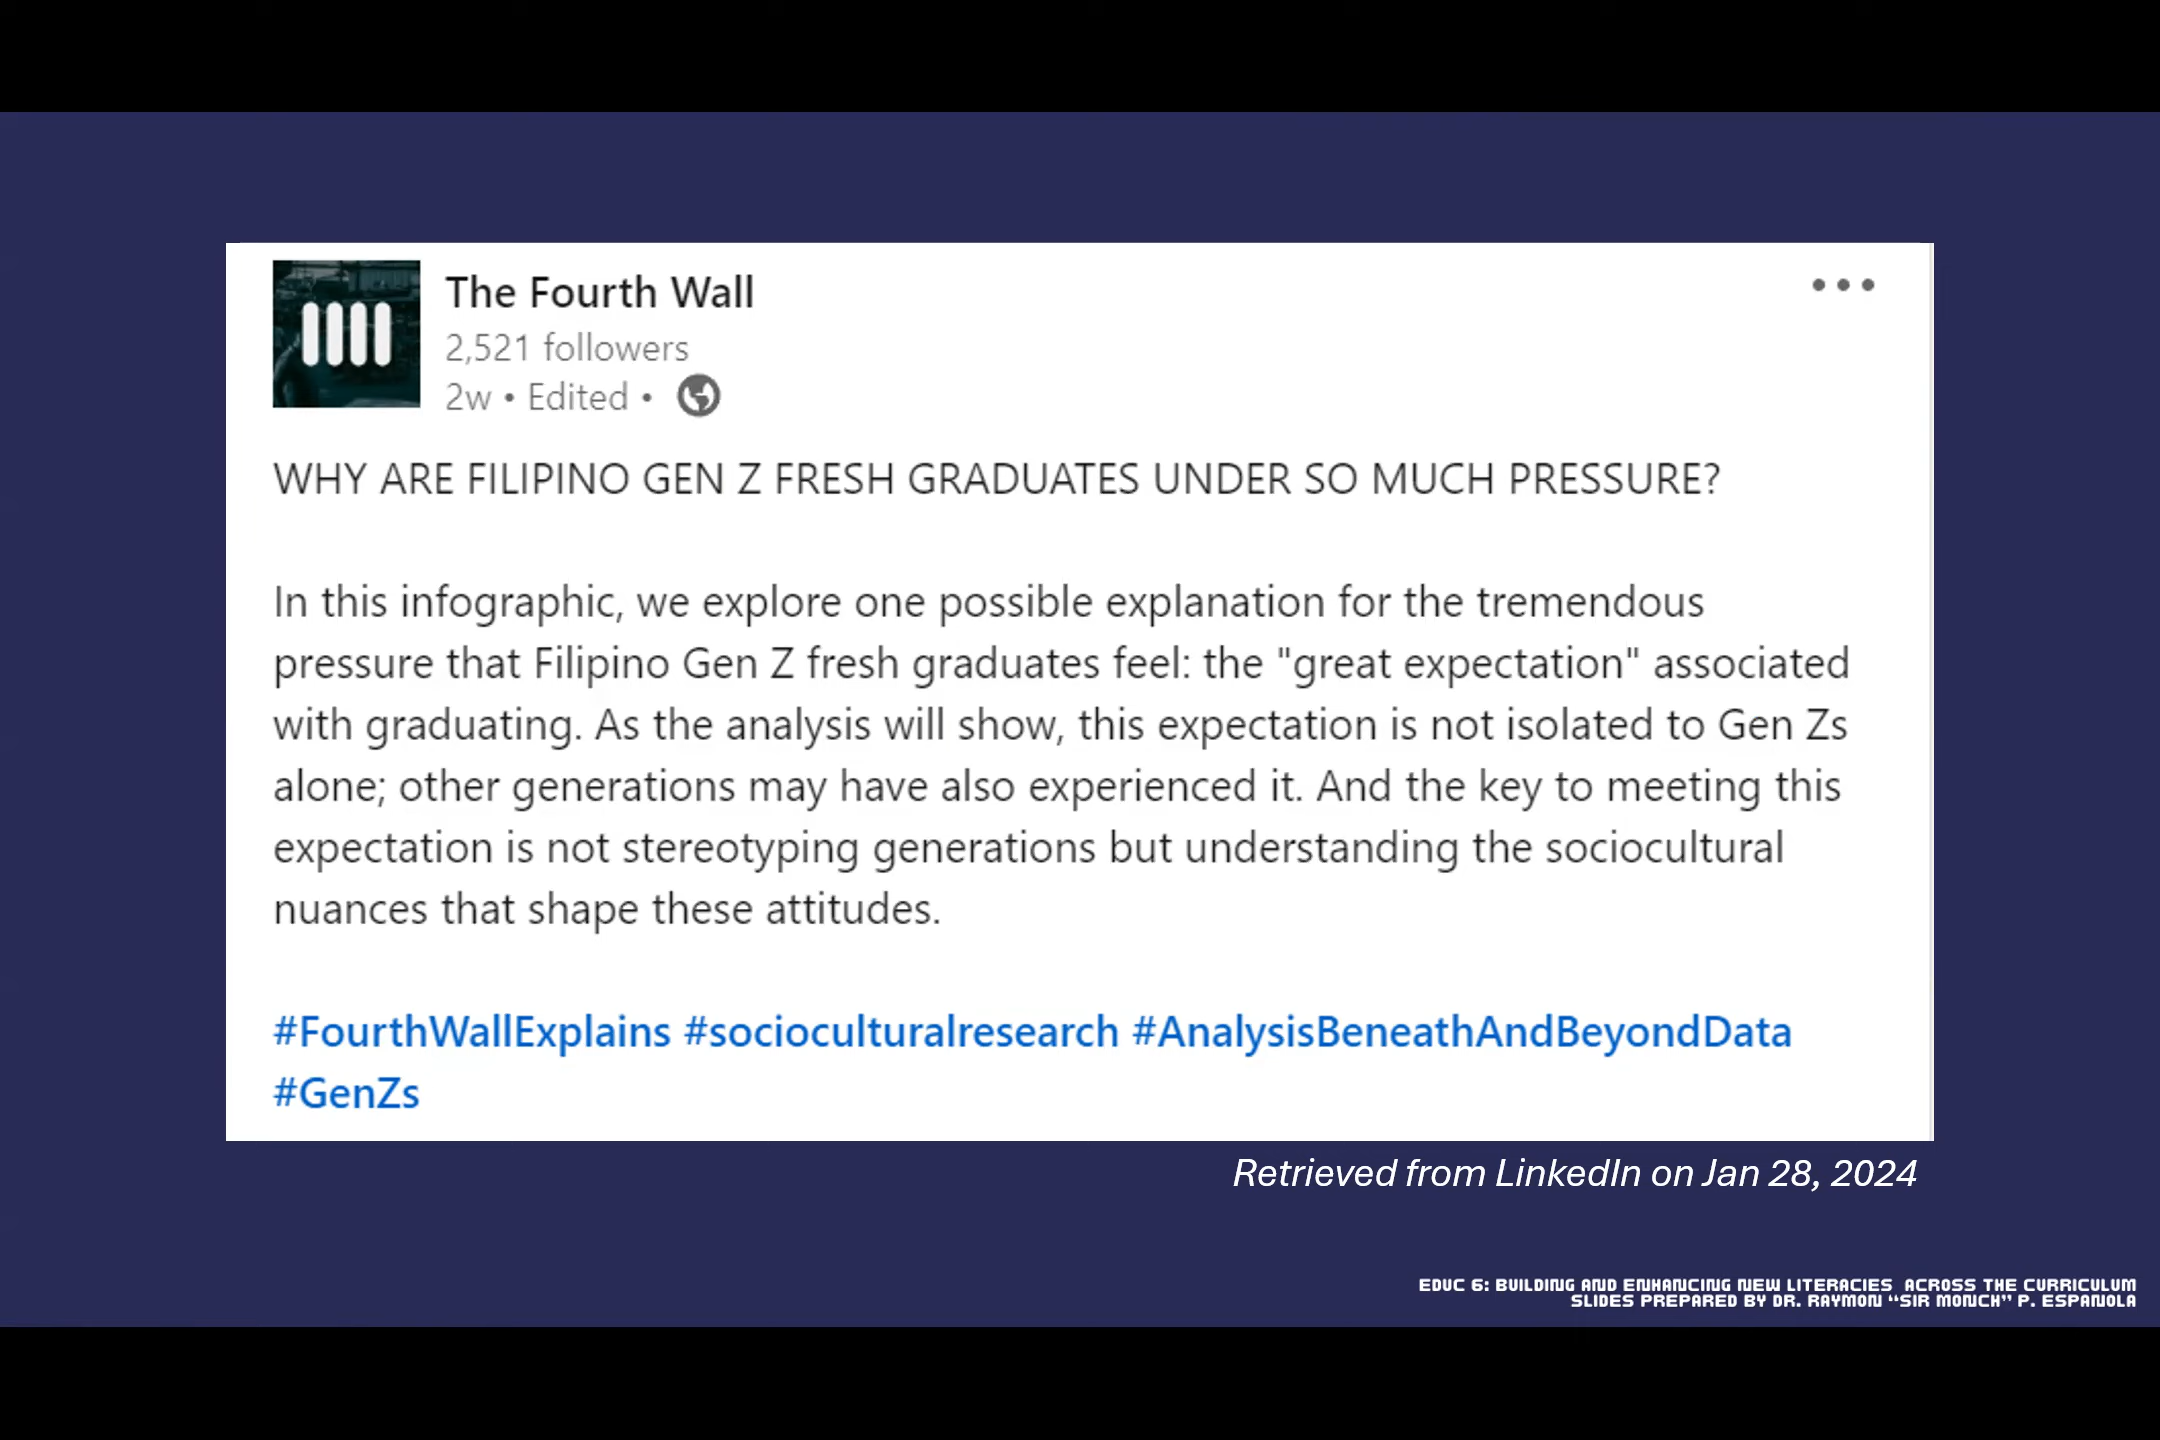 The Fourth Wall
2,521 followers
2w • Edited •
WHY ARE FILIPINO GEN Z FRESH GRADUATES UNDER SO MUCH PRESSURE?
In this infographic, we explore one possible explanation for the tremendous
pressure that Filipino Gen Z fresh graduates feel: the "great expectation" associated
with graduating. As the analysis will show, this expectation is not isolated to Gen Zs
alone; other generations may have also experienced it. And the key to meeting this
expectation is not stereotyping generations but understanding the sociocultural
nuances that shape these attitudes.
#FourthWallExplains #socioculturalresearch #AnalysisBeneathAndBeyondData
#GenZs
Retrieved from LinkedIn on Jan 28, 2024
EDUC 6: BUILDING AND ENHANCING NEW LITERACIES ACROSS THE CURRICULUM
SLIDES PREPARED BY DR. RAYMON “SIR MONCH” P. ESPANOLA